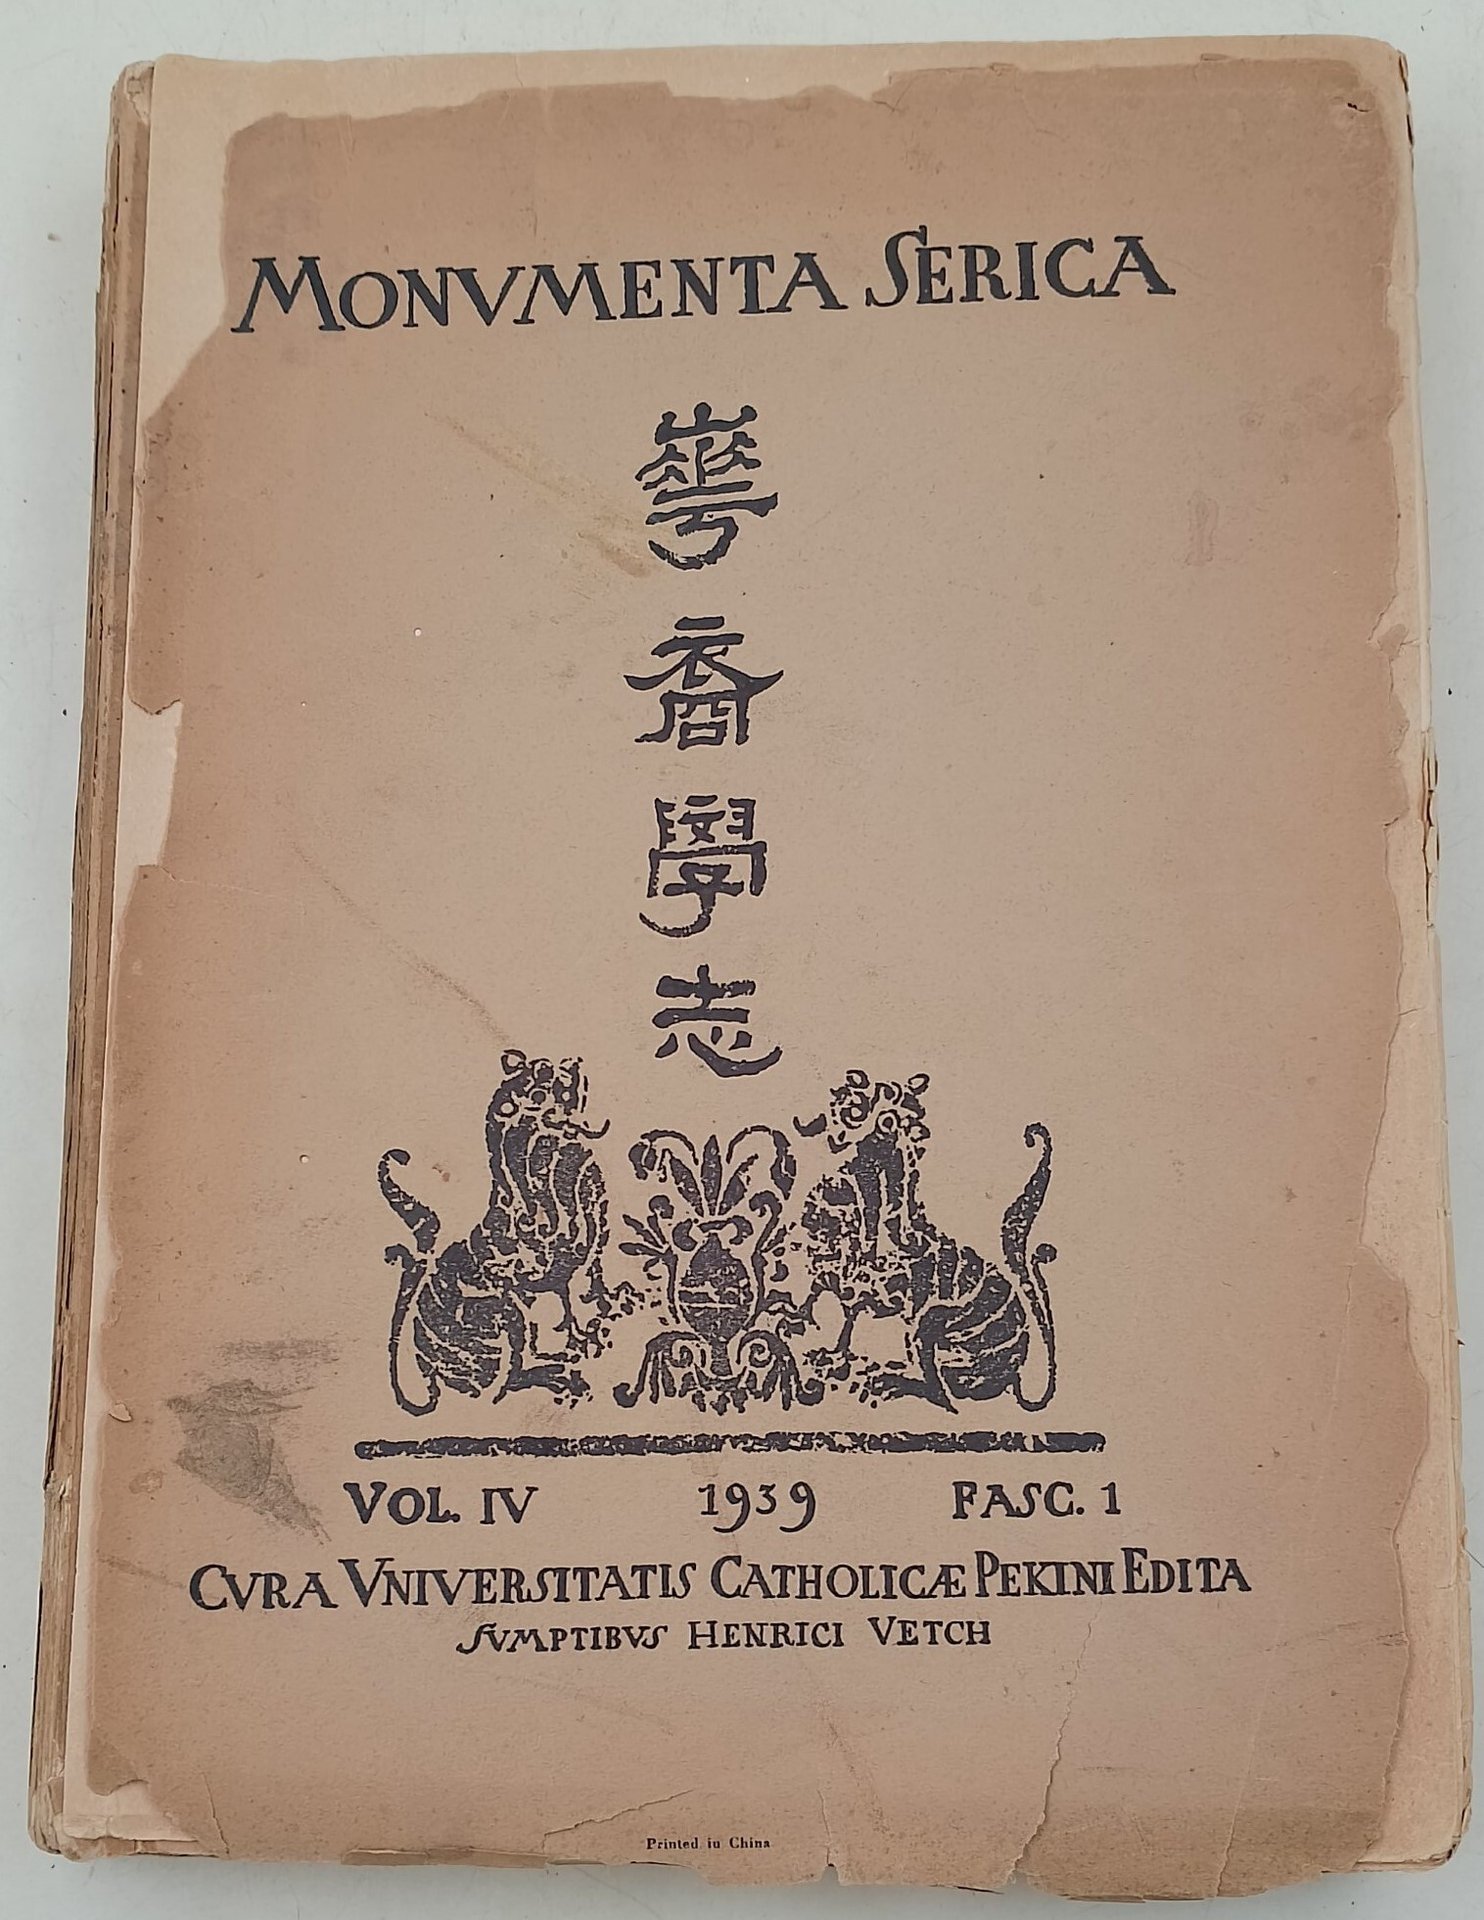 MONVMENTA SERICA
華
裔
學
志
VOL. IV 1939 FASC. 1
CVRA VNIVERSITATIS CATHOLICÆ PEKINI EDITA
SVMPTIBVS HENRICI VETCH
Printed in China